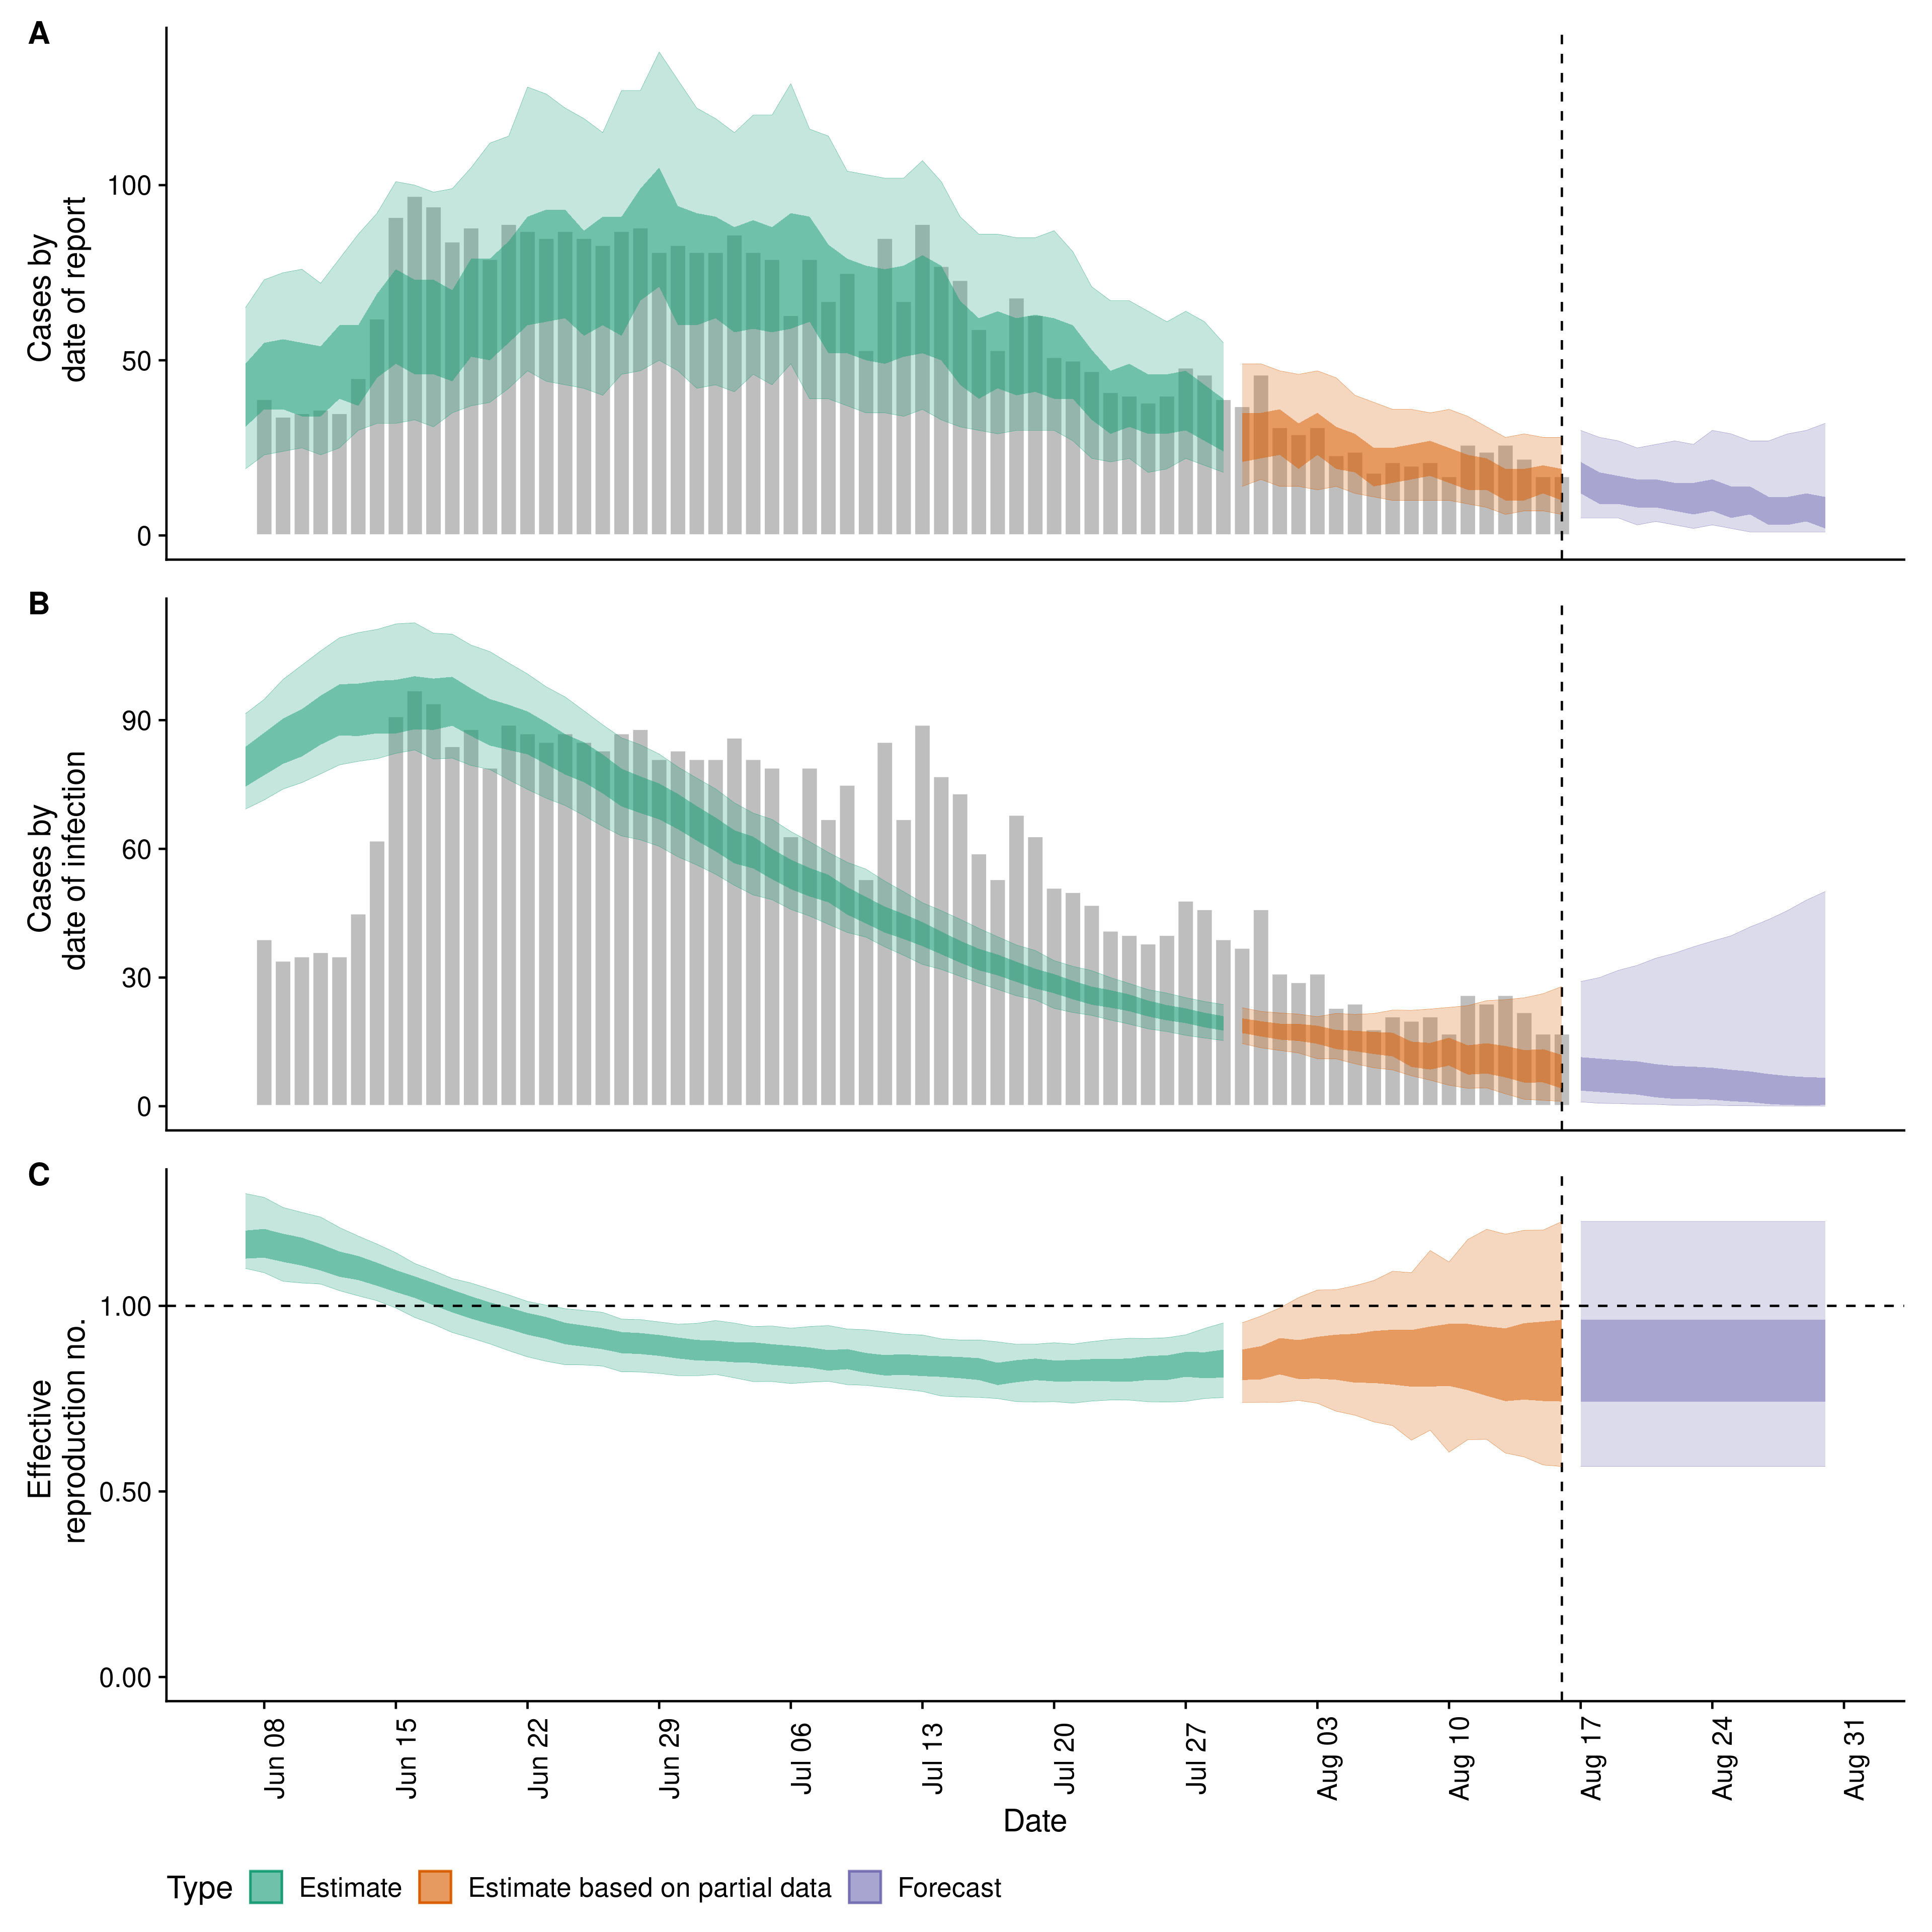 A
Cases by
date of report
100
50
0
B
Cases by
date of infection
90
60
30
0
C
Effective
reproduction no.
1.00
0.50
0.00
Jun 08
Jun 15
Jun 22
Jun 29
Jul 06
Jul 13
Jul 20
Jul 27
Aug 03
Aug 10
Aug 17
Aug 24
Aug 31
Date
Type Estimate Estimate based on partial data Forecast